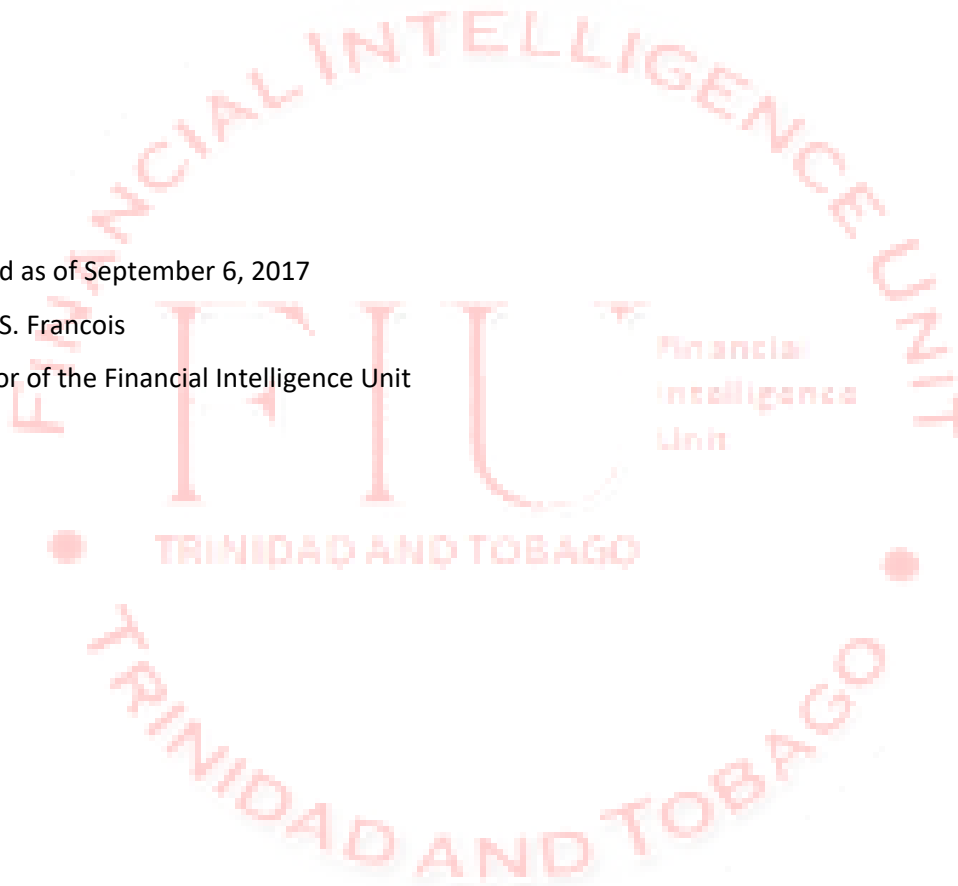 FINANCIAL INTELLIGENCE UNIT
d as of September 6, 2017
S. Francois
or of the Financial Intelligence Unit
FIU
Financial
Intelligence
Unit
TRINIDAD AND TOBAGO
TRINIDAD AND TOBAGO